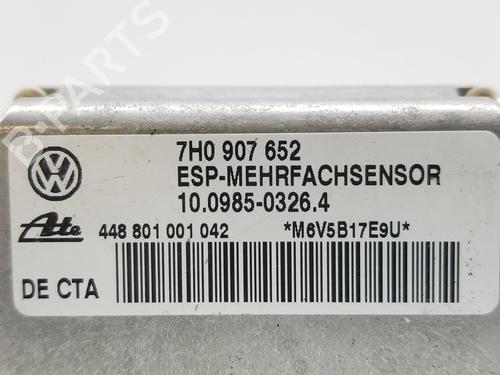 B-PARTS
7H0 907 652
ESP-MEHRFACHSENSOR
10.0985-0326.4
Ate 448 801 001 042 *M6V5B17E9U*
DE CTA